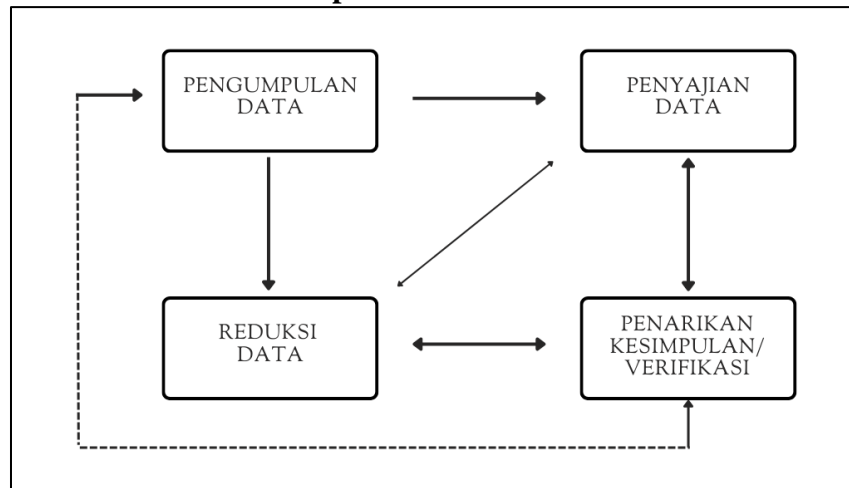 PENGUMPULAN
DATA
PENYAJIAN
DATA
REDUKSI
DATA
PENARIKAN
KESIMPULAN/
VERIFIKASI